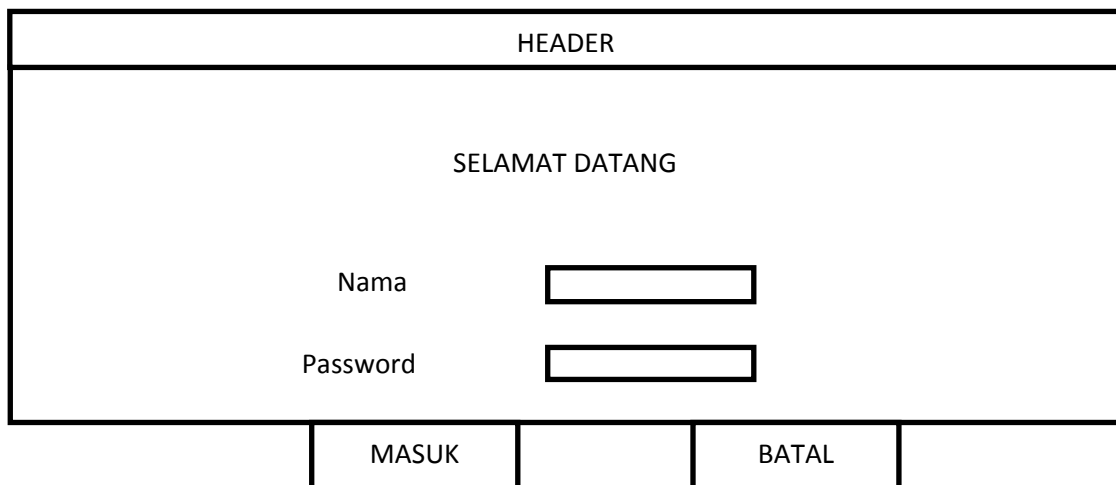 HEADER
SELAMAT DATANG
Nama
Password
MASUK BATAL